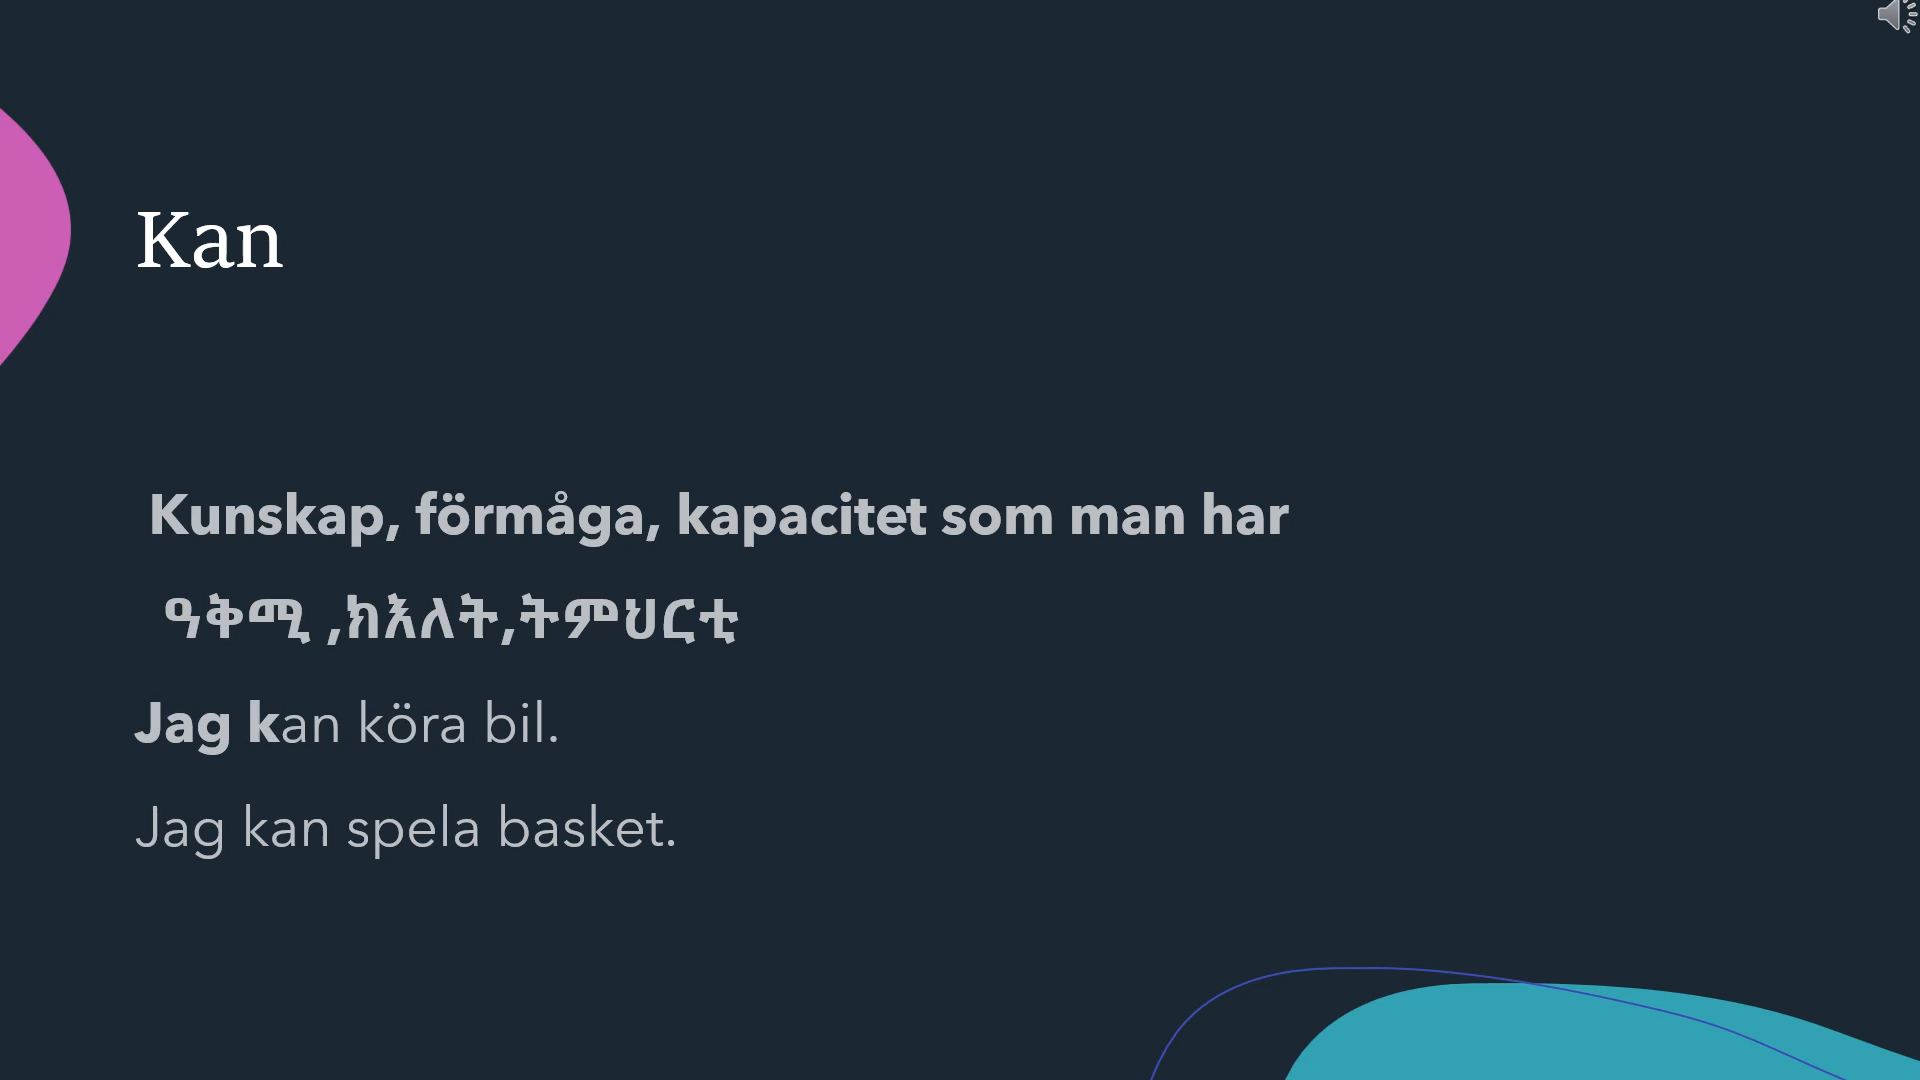 Kan
Kunskap, förmåga, kapacitet som man har
ዓቅሚ ,ክእለት,ትምህርቲ
Jag kan köra bil.
Jag kan spela basket.